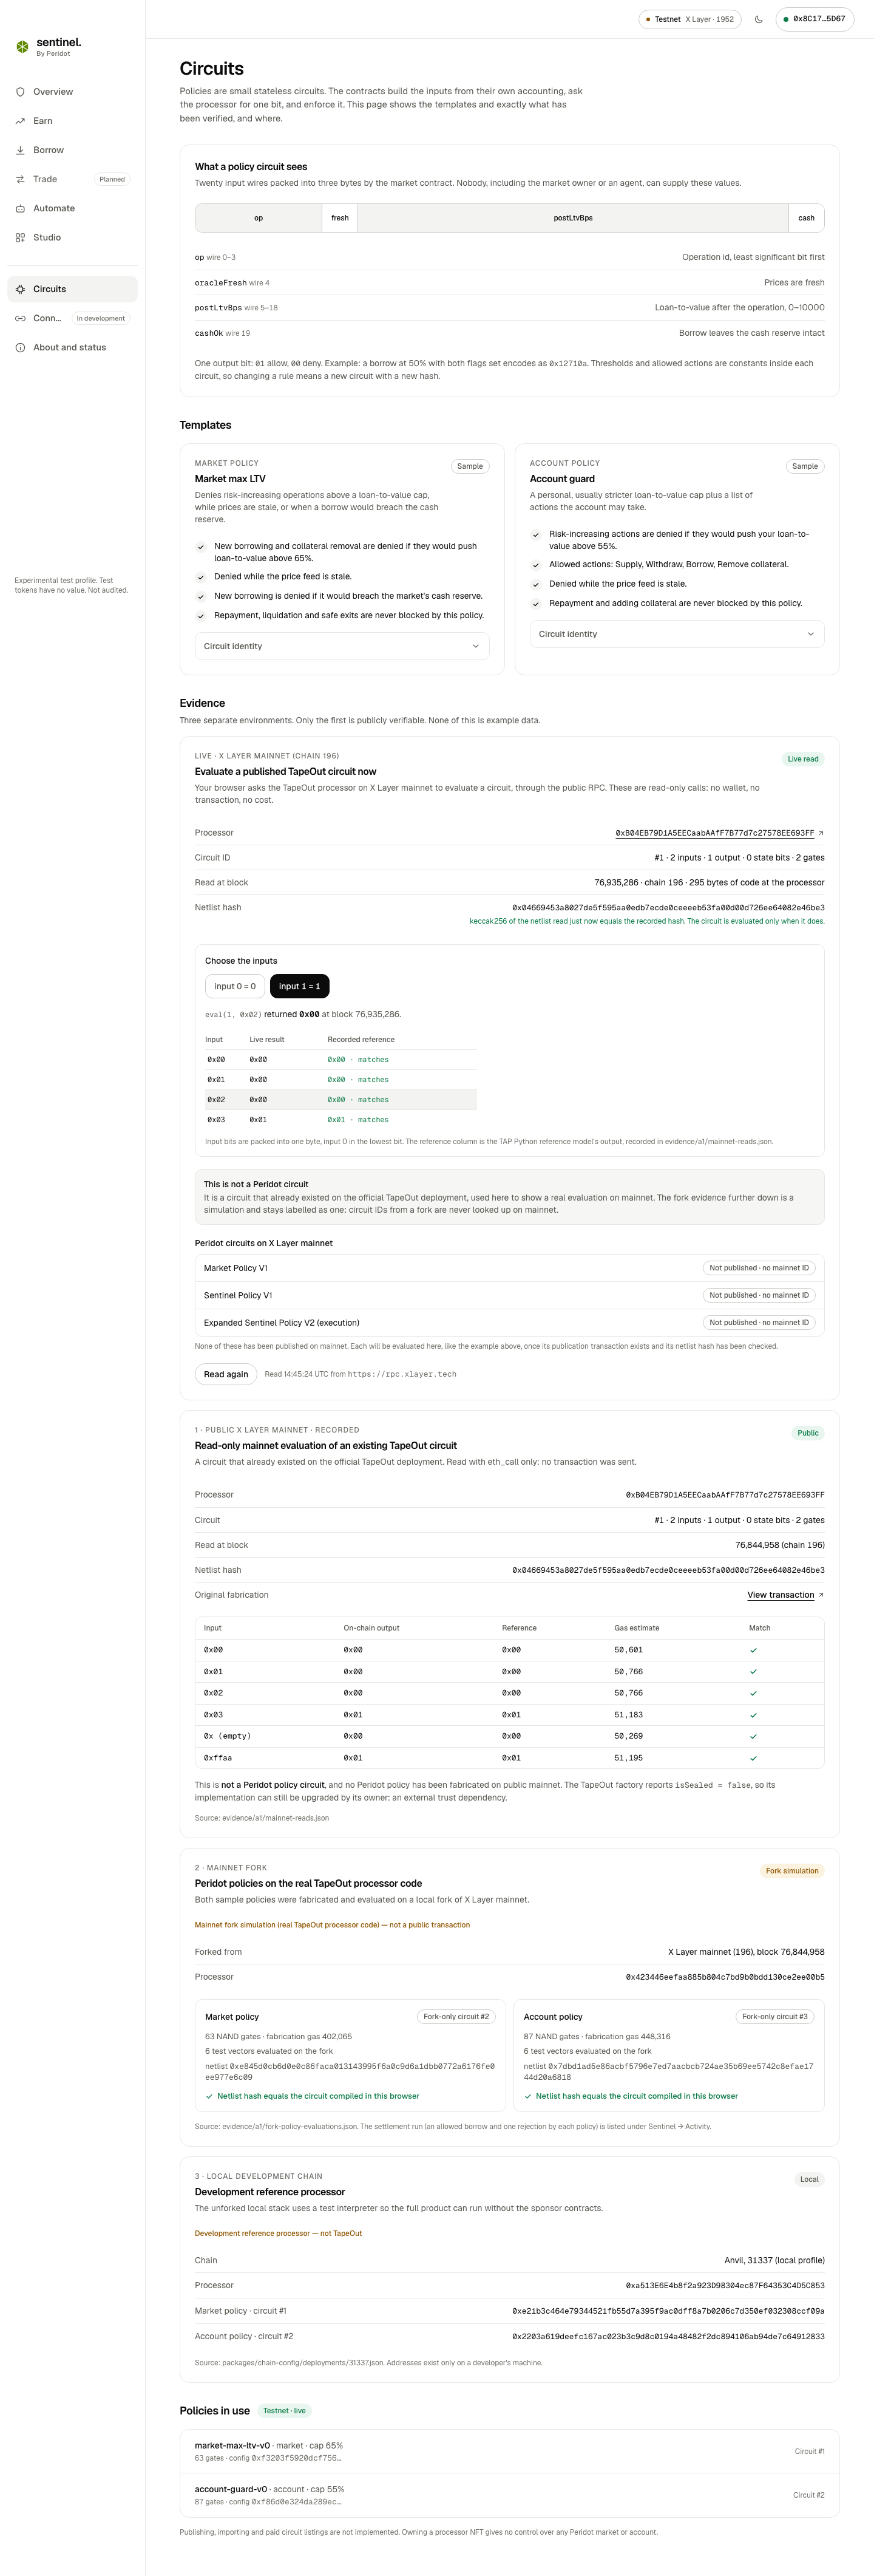 Testnet X Layer · 1952
0x8C17…5D67
sentinel.
By Peridot
Overview
Earn
Borrow
Trade Planned
Automate
Studio
Circuits
Conn... In development
About and status
Experimental test profile. Test
tokens have no value. Not audited.
Circuits
Policies are small stateless circuits. The contracts build the inputs from their own accounting, ask
the processor for one bit, and enforce it. This page shows the templates and exactly what has
been verified, and where.
What a policy circuit sees
Twenty input wires packed into three bytes by the market contract. Nobody, including the market owner or an agent, can supply these values.
op fresh postLtvBps cash
op wire 0–3 Operation id, least significant bit first
oracleFresh wire 4 Prices are fresh
postLtvBps wire 5–18 Loan-to-value after the operation, 0–10000
cashOk wire 19 Borrow leaves the cash reserve intact
One output bit: 01 allow, 00 deny. Example: a borrow at 50% with both flags set encodes as 0x12710a. Thresholds and allowed actions are constants inside each
circuit, so changing a rule means a new circuit with a new hash.
Templates
MARKET POLICY Sample
Market max LTV
Denies risk-increasing operations above a loan-to-value cap,
while prices are stale, or when a borrow would breach the cash
reserve.
New borrowing and collateral removal are denied if they would push
loan-to-value above 65%.
Denied while the price feed is stale.
New borrowing is denied if it would breach the market's cash reserve.
Repayment, liquidation and safe exits are never blocked by this policy.
Circuit identity
ACCOUNT POLICY Sample
Account guard
A personal, usually stricter loan-to-value cap plus a list of
actions the account may take.
Risk-increasing actions are denied if they would push your loan-to-
value above 55%.
Allowed actions: Supply, Withdraw, Borrow, Remove collateral.
Denied while the price feed is stale.
Repayment and adding collateral are never blocked by this policy.
Circuit identity
Evidence
Three separate environments. Only the first is publicly verifiable. None of this is example data.
LIVE · X LAYER MAINNET (CHAIN 196) Live read
Evaluate a published TapeOut circuit now
Your browser asks the TapeOut processor on X Layer mainnet to evaluate a circuit, through the public RPC. These are read-only calls: no wallet, no
transaction, no cost.
Processor 0xB04EB79D1A5EECaabAAfF7B77d7c27578EE693FF
Circuit ID #1 · 2 inputs · 1 output · 0 state bits · 2 gates
Read at block 76,935,286 · chain 196 · 295 bytes of code at the processor
Netlist hash 0x04669453a8027de5f595aa0edb7ecde0ceeeeb53fa00d00d726ee64082e46be3
keccak256 of the netlist read just now equals the recorded hash. The circuit is evaluated only when it does.
Choose the inputs
input 0 = 0 input 1 = 1
eval(1, 0x02) returned 0x00 at block 76,935,286.
Input Live result Recorded reference
0x00 0x00 0x00 · matches
0x01 0x00 0x00 · matches
0x02 0x00 0x00 · matches
0x03 0x01 0x01 · matches
Input bits are packed into one byte, input 0 in the lowest bit. The reference column is the TAP Python reference model's output, recorded in evidence/a1/mainnet-reads.json.
This is not a Peridot circuit
It is a circuit that already existed on the official TapeOut deployment, used here to show a real evaluation on mainnet. The fork evidence further down is a
simulation and stays labelled as one: circuit IDs from a fork are never looked up on mainnet.
Peridot circuits on X Layer mainnet
Market Policy V1 Not published · no mainnet ID
Sentinel Policy V1 Not published · no mainnet ID
Expanded Sentinel Policy V2 (execution) Not published · no mainnet ID
None of these has been published on mainnet. Each will be evaluated here, like the example above, once its publication transaction exists and its netlist hash has been checked.
Read again Read 14:45:24 UTC from https://rpc.xlayer.tech
1 · PUBLIC X LAYER MAINNET · RECORDED Public
Read-only mainnet evaluation of an existing TapeOut circuit
A circuit that already existed on the official TapeOut deployment. Read with eth_call only: no transaction was sent.
Processor 0xB04EB79D1A5EECaabAAfF7B77d7c27578EE693FF
Circuit #1 · 2 inputs · 1 output · 0 state bits · 2 gates
Read at block 76,844,958 (chain 196)
Netlist hash 0x04669453a8027de5f595aa0edb7ecde0ceeeeb53fa00d00d726ee64082e46be3
Original fabrication View transaction
Input On-chain output Reference Gas estimate Match
0x00 0x00 0x00 50,601
0x01 0x00 0x00 50,766
0x02 0x00 0x00 50,766
0x03 0x01 0x01 51,183
0x (empty) 0x00 0x00 50,269
0xffaa 0x01 0x01 51,195
This is not a Peridot policy circuit, and no Peridot policy has been fabricated on public mainnet. The TapeOut factory reports isSealed = false, so its
implementation can still be upgraded by its owner: an external trust dependency.
Source: evidence/a1/mainnet-reads.json
2 · MAINNET FORK Fork simulation
Peridot policies on the real TapeOut processor code
Both sample policies were fabricated and evaluated on a local fork of X Layer mainnet.
Mainnet fork simulation (real TapeOut processor code) — not a public transaction
Forked from X Layer mainnet (196), block 76,844,958
Processor 0x423446eefaa885b804c7bd9b0bdd130ce2ee00b5
Market policy Fork-only circuit #2
63 NAND gates · fabrication gas 402,065
6 test vectors evaluated on the fork
netlist 0xe845d0cb6d0e0c86faca013143995f6a0c9d6a1dbb0772a6176fe0
ee977e6c09
Netlist hash equals the circuit compiled in this browser
Account policy Fork-only circuit #3
87 NAND gates · fabrication gas 448,316
6 test vectors evaluated on the fork
netlist 0x7dbd1ad5e86acbf5796e7ed7aacbcb724ae35b69ee5742c8efae17
44d20a6818
Netlist hash equals the circuit compiled in this browser
Source: evidence/a1/fork-policy-evaluations.json. The settlement run (an allowed borrow and one rejection by each policy) is listed under Sentinel → Activity.
3 · LOCAL DEVELOPMENT CHAIN Local
Development reference processor
The unforked local stack uses a test interpreter so the full product can run without the sponsor contracts.
Development reference processor — not TapeOut
Chain Anvil, 31337 (local profile)
Processor 0xa513E6E4b8f2a923D98304ec87F64353C4D5C853
Market policy · circuit #1 0xe21b3c464e79344521fb55d7a395f9ac0dff8a7b0206c7d350ef032308ccf09a
Account policy · circuit #2 0x2203a619deefc167ac023b3c9d8c0194a48482f2dc894106ab94de7c64912833
Source: packages/chain-config/deployments/31337.json. Addresses exist only on a developer's machine.
Policies in use Testnet · live
market-max-ltv-v0 · market · cap 65%
63 gates · config 0xf3203f5920dcf756… Circuit #1
account-guard-v0 · account · cap 55%
87 gates · config 0xf86d0e324da289ec… Circuit #2
Publishing, importing and paid circuit listings are not implemented. Owning a processor NFT gives no control over any Peridot market or account.